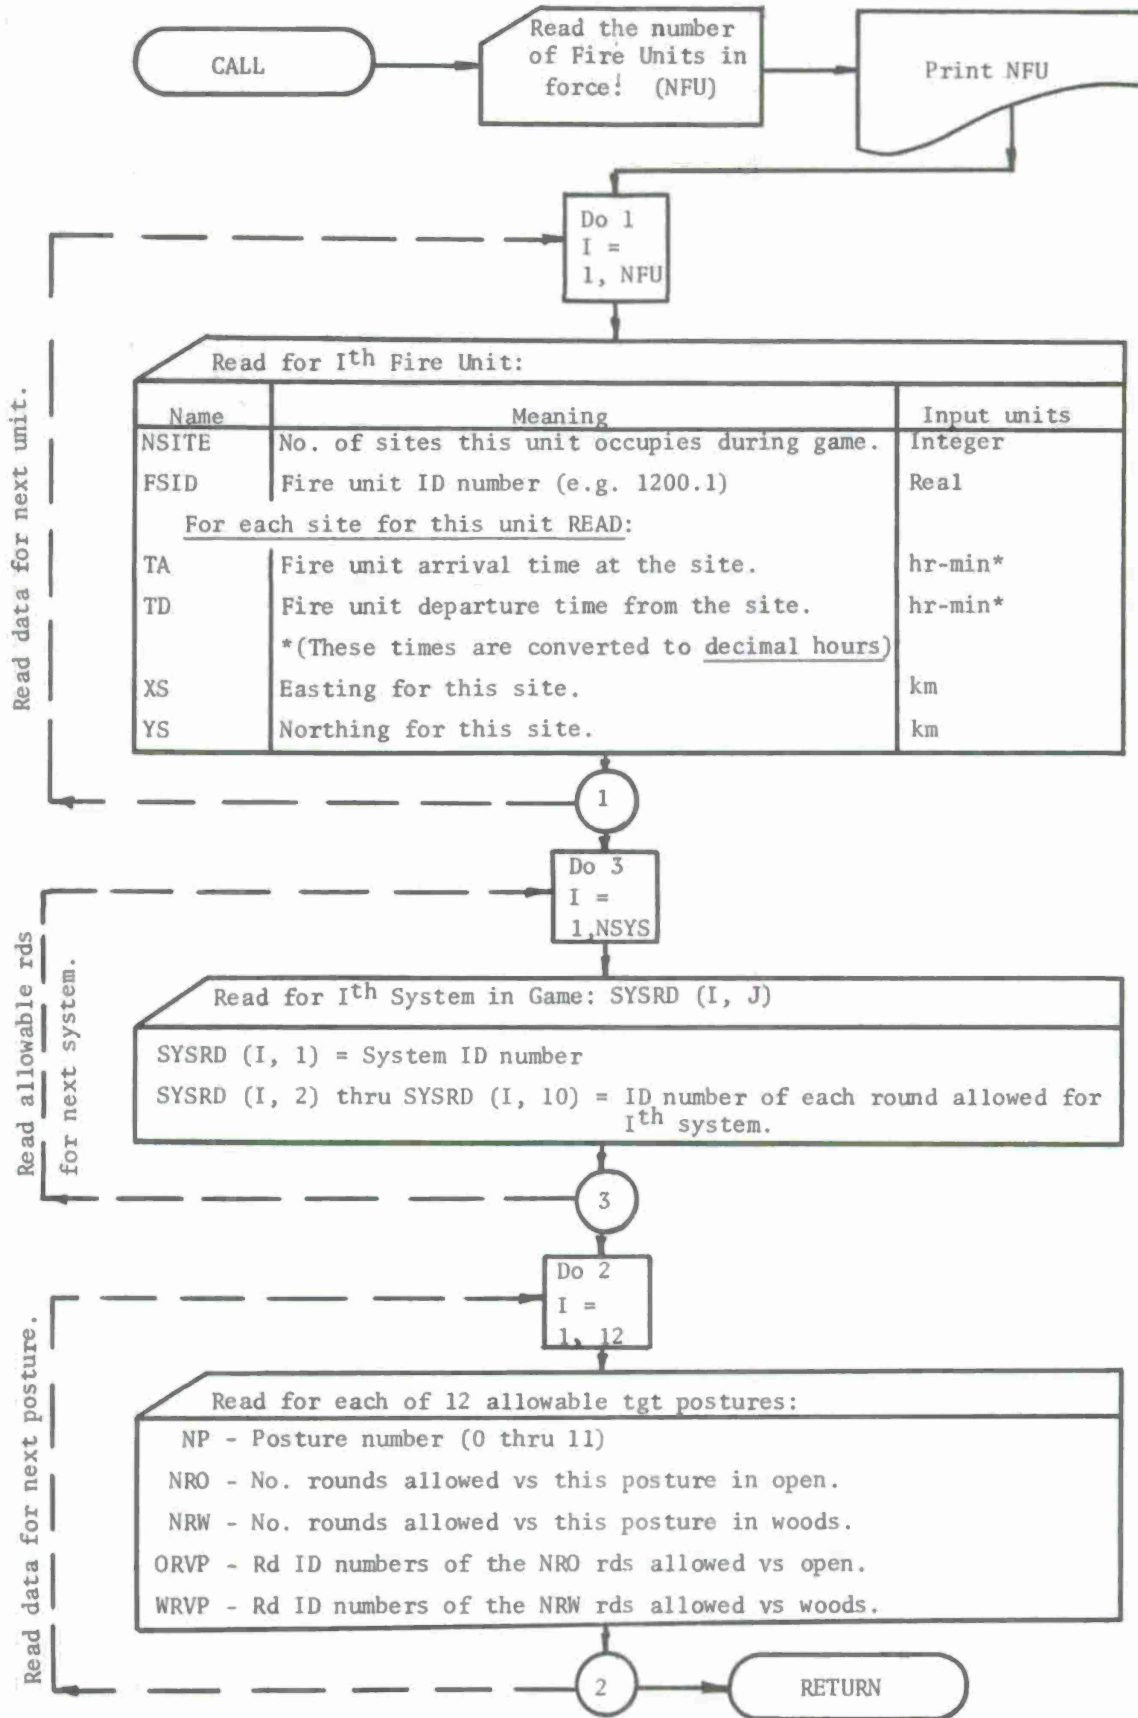 CALL
Read the number
of Fire Units in
force! (NFU)
Print NFU
Do 1
I =
1, NFU
Read data for next unit.
Read for Ith Fire Unit:
Name Meaning Input units
NSITE No. of sites this unit occupies during game. Integer
FSID Fire unit ID number (e.g. 1200.1) Real
For each site for this unit READ:
TA Fire unit arrival time at the site. hr-min*
TD Fire unit departure time from the site. hr-min*
*(These times are converted to decimal hours)
XS Easting for this site. km
YS Northing for this site. km
1
Do 3
I =
1,NSYS
Read allowable rds
for next system.
Read for Ith System in Game: SYSRD (I, J)
SYSRD (I, 1) = System ID number
SYSRD (I, 2) thru SYSRD (I, 10) = ID number of each round allowed for
Ith system.
3
Do 2
I =
1, 12
Read data for next posture.
Read for each of 12 allowable tgt postures:
NP - Posture number (0 thru 11)
NRO - No. rounds allowed vs this posture in open.
NRW - No. rounds allowed vs this posture in woods.
ORVP - Rd ID numbers of the NRO rds allowed vs open.
WRVP - Rd ID numbers of the NRW rds allowed vs woods.
2
RETURN